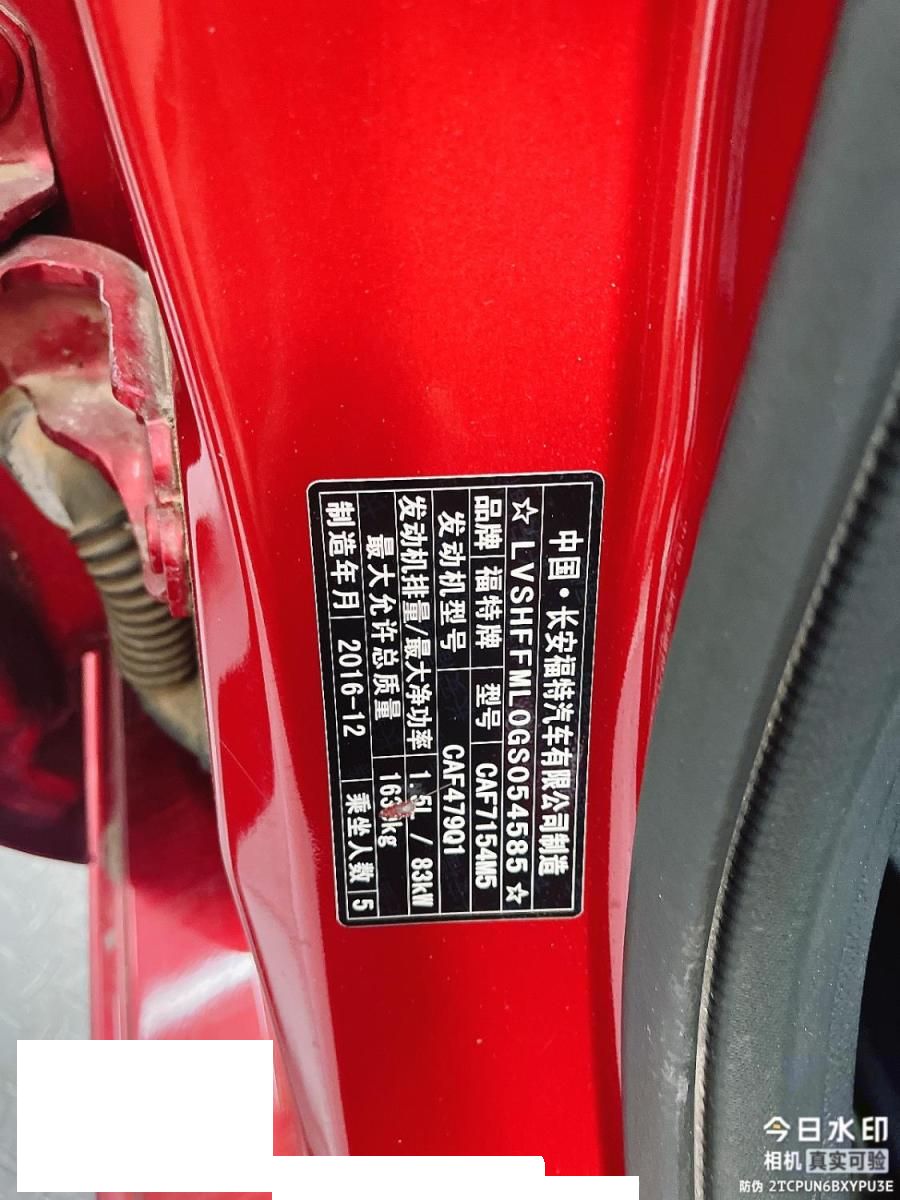 中国·长安福特汽车有限公司制造
☆LVSHFFML0GS054585☆
品牌 福特牌 型号 CAF7154M5
发动机型号 CAF479Q1
发动机排量/最大净功率 1.5L / 83kW
最大允许总质量 kg
制造年月 2016-12 乘坐人数 5
今日水印
相机 真实可验
防伪 2TCPUN6BXYPU3E